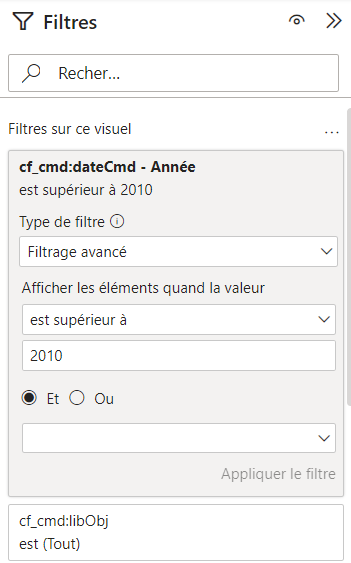 Filtres
Recher...
Filtres sur ce visuel
...
cf_cmd:dateCmd - Année
est supérieur à 2010
Type de filtre
Filtrage avancé
Afficher les éléments quand la valeur
est supérieur à
2010
Et Ou
Appliquer le filtre
cf_cmd:libObj
est (Tout)